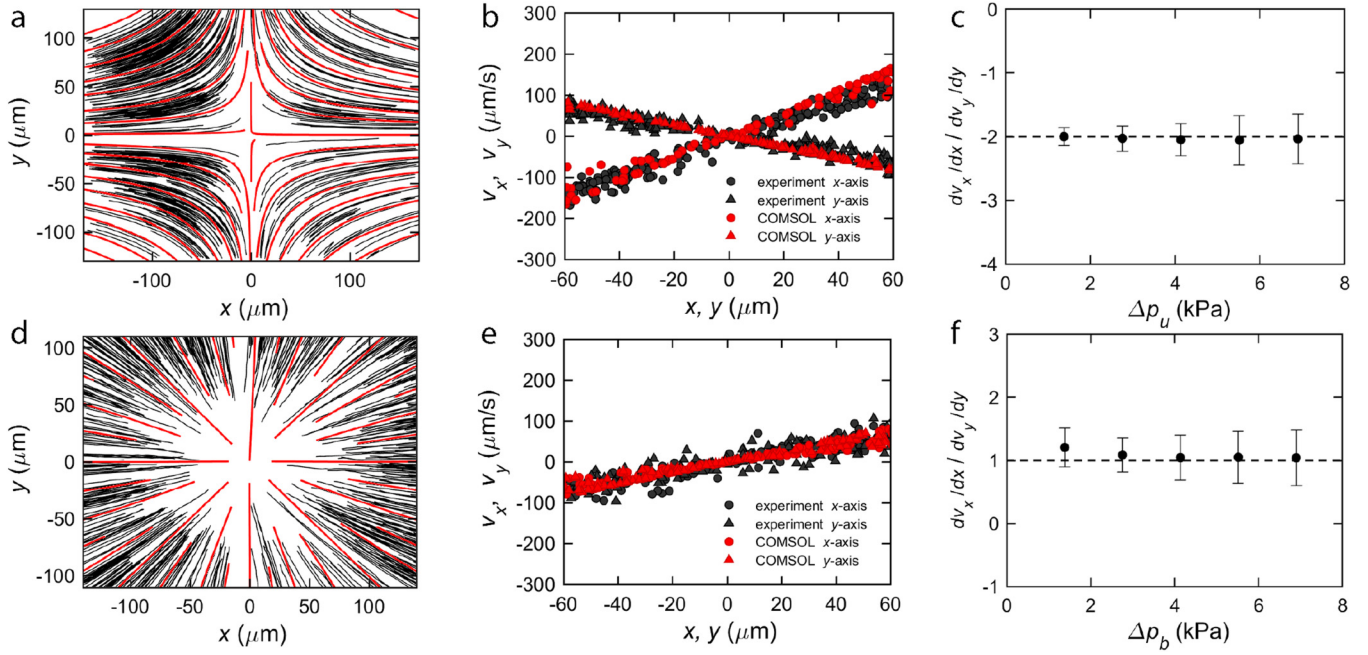 a
y (μm)
100
50
0
-50
-100
-100
0
100
x (μm)
b
v_x, v_y (μm/s)
300
200
100
0
-100
-200
-300
experiment x-axis
experiment y-axis
COMSOL x-axis
COMSOL y-axis
-60
-40
-20
0
20
40
60
x, y (μm)
c
dv_x/dx / dv_y/dy
0
-1
-2
-3
-4
0
2
4
6
8
Δp_u (kPa)
d
y (μm)
100
50
0
-50
-100
-100
-50
0
50
100
x (μm)
e
v_x, v_y (μm/s)
300
200
100
0
-100
-200
-300
experiment x-axis
experiment y-axis
COMSOL x-axis
COMSOL y-axis
-60
-40
-20
0
20
40
60
x, y (μm)
f
dv_x/dx / dv_y/dy
3
2
1
0
-1
0
2
4
6
8
Δp_b (kPa)